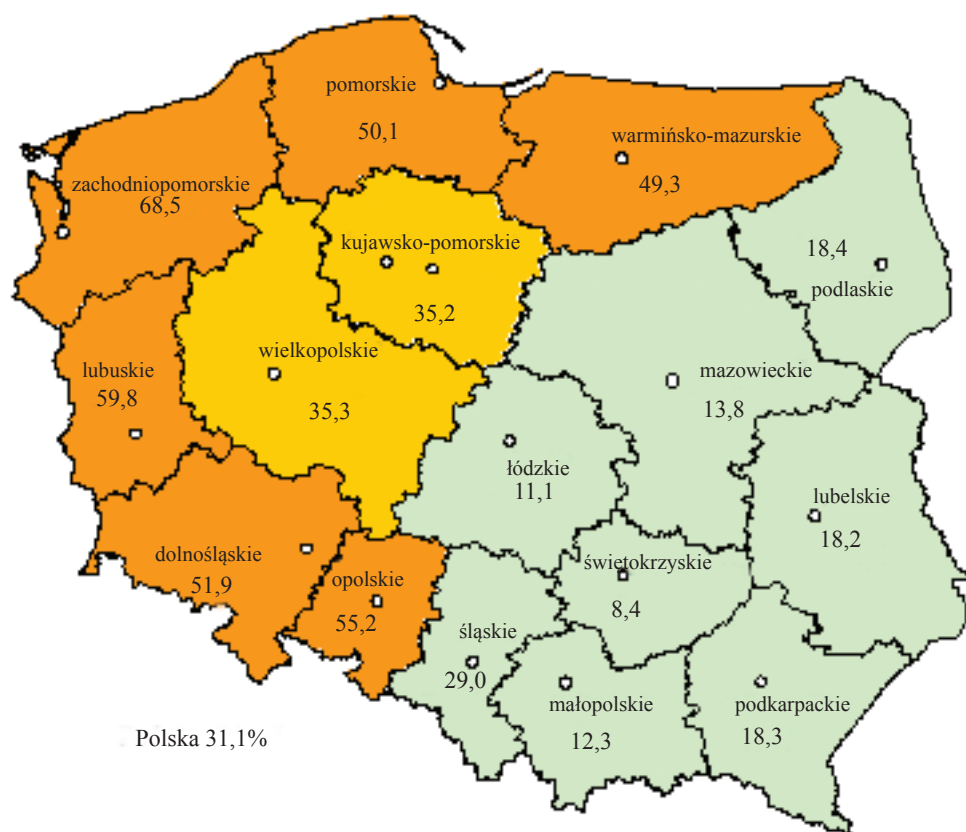 pomorskie
50,1
warmińsko-mazurskie
49,3
zachodniopomorskie
68,5
kujawsko-pomorskie
35,2
18,4
podlaskie
wielkopolskie
35,3
lubuskie
59,8
mazowieckie
13,8
łódzkie
11,1
lubelskie
18,2
dolnośląskie
51,9
opolskie
55,2
świętokrzyskie
8,4
śląskie
29,0
małopolskie
12,3
podkarpackie
18,3
Polska 31,1%